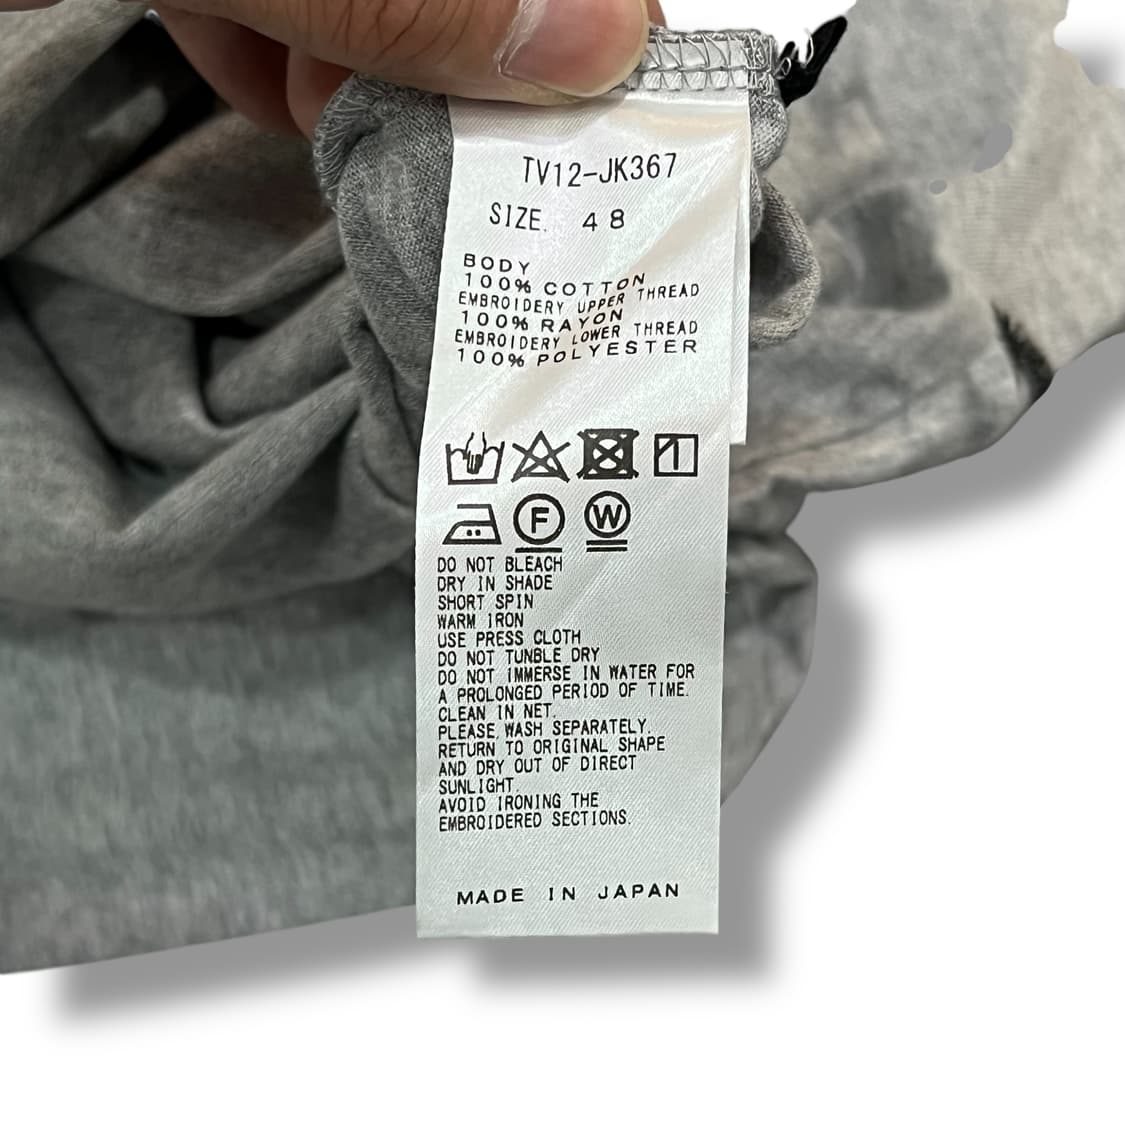 TV12-JK367
SIZE. 48
BODY
100% COTTON
EMBROIDERY UPPER THREAD
100% RAYON
EMBROIDERY LOWER THREAD
100% POLYESTER
F W
DO NOT BLEACH
DRY IN SHADE
SHORT SPIN
WARM IRON
USE PRESS CLOTH
DO NOT TUNBLE DRY
DO NOT IMMERSE IN WATER FOR
A PROLONGED PERIOD OF TIME.
CLEAN IN NET.
PLEASE WASH SEPARATELY.
RETURN TO ORIGINAL SHAPE
AND DRY OUT OF DIRECT
SUNLIGHT.
AVOID IRONING THE
EMBROIDERED SECTIONS.
MADE IN JAPAN